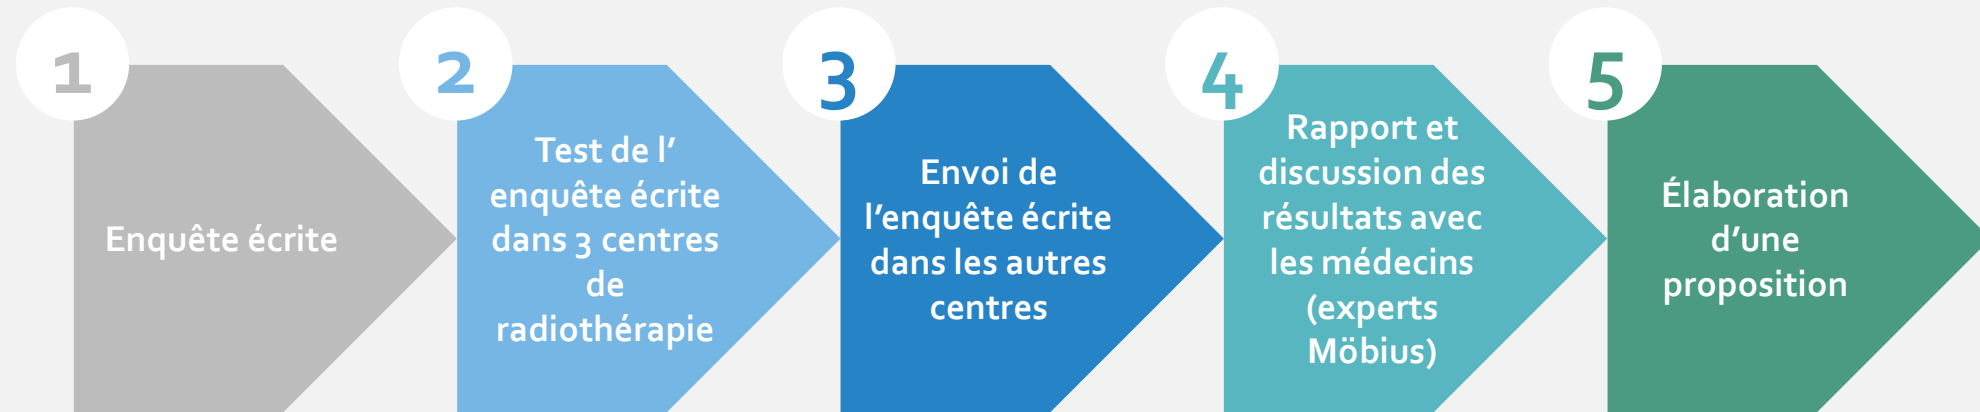 1
Enquête écrite
2
Test de l’
enquête écrite
dans 3 centres
de
radiothérapie
3
Envoi de
l’enquête écrite
dans les autres
centres
4
Rapport et
discussion des
résultats avec
les médecins
(experts
Möbius)
5
Élaboration
d’une
proposition